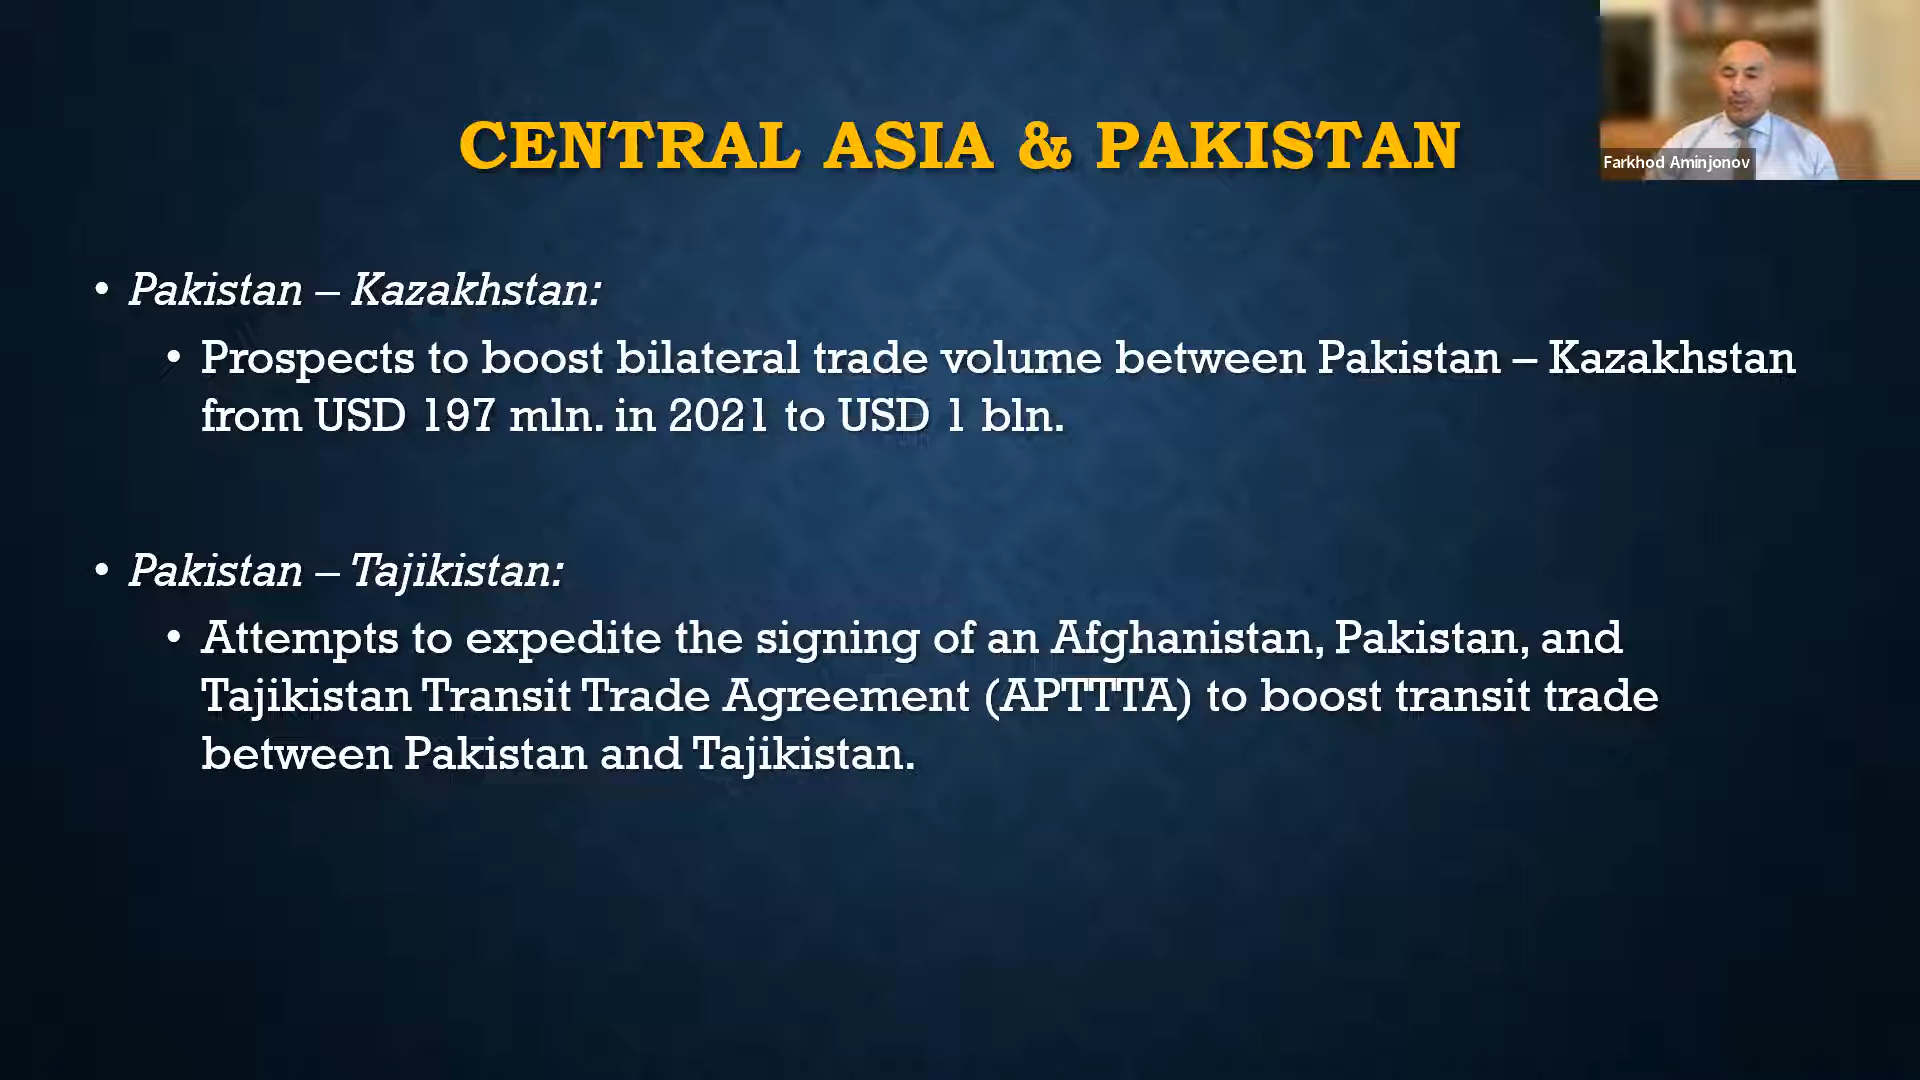 CENTRAL ASIA & PAKISTAN
Farkhod Aminjonov
• Pakistan – Kazakhstan:
• Prospects to boost bilateral trade volume between Pakistan – Kazakhstan
from USD 197 mln. in 2021 to USD 1 bln.
• Pakistan – Tajikistan:
• Attempts to expedite the signing of an Afghanistan, Pakistan, and
Tajikistan Transit Trade Agreement (APTTTA) to boost transit trade
between Pakistan and Tajikistan.